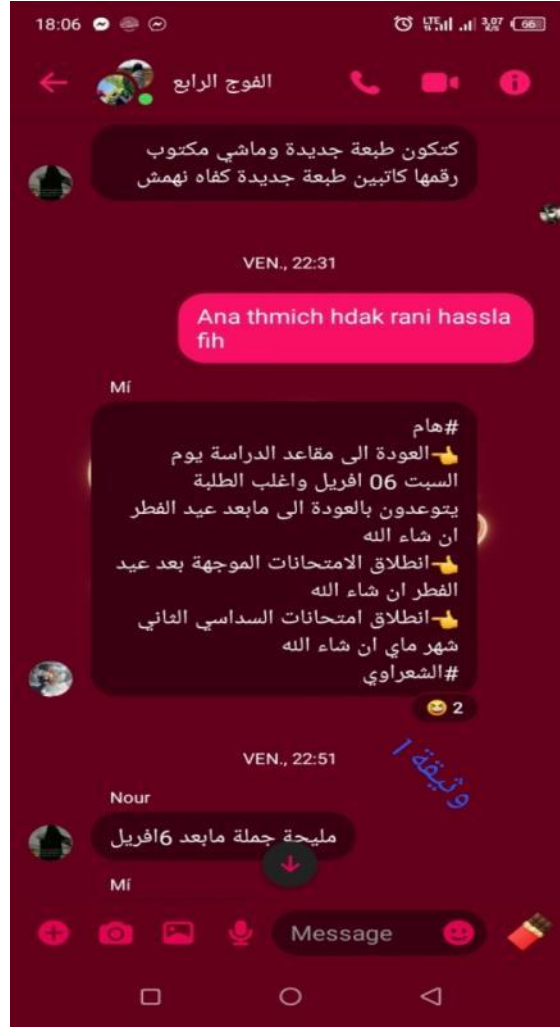 18:06
LTE 3,07 K/s 66
الفوج الرابع
كتكون طبعة جديدة وماشي مكتوب
رقمها كاتبين طبعة جديدة كفاه نهمش
VEN., 22:31
Ana thmich hdak rani hassla
fih
Mí
#هام
👈العودة الى مقاعد الدراسة يوم
السبت 06 افريل واغلب الطلبة
يتوعدون بالعودة الى مابعد عيد الفطر
ان شاء الله
👈انطلاق الامتحانات الموجهة بعد عيد
الفطر ان شاء الله
👈انطلاق امتحانات السداسي الثاني
شهر ماي ان شاء الله
#الشعراوي
😆 2
وثيقة 1
VEN., 22:51
Nour
مليحة جملة مابعد 6افريل
Mí
Message